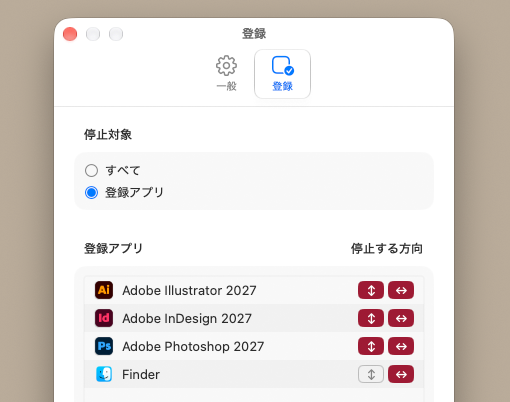 登録
一般
登録
停止対象
すべて
登録アプリ
登録アプリ 停止する方向
Ai Adobe Illustrator 2027
Id Adobe InDesign 2027
Ps Adobe Photoshop 2027
Finder